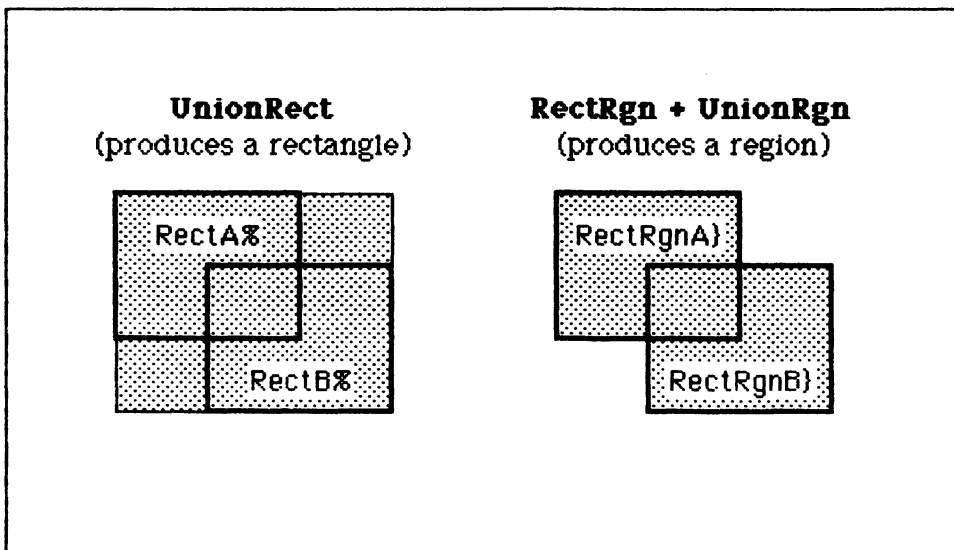 UnionRect
(produces a rectangle)
RectA%
RectB%
RectRgn + UnionRgn
(produces a region)
RectRgnA}
RectRgnB}